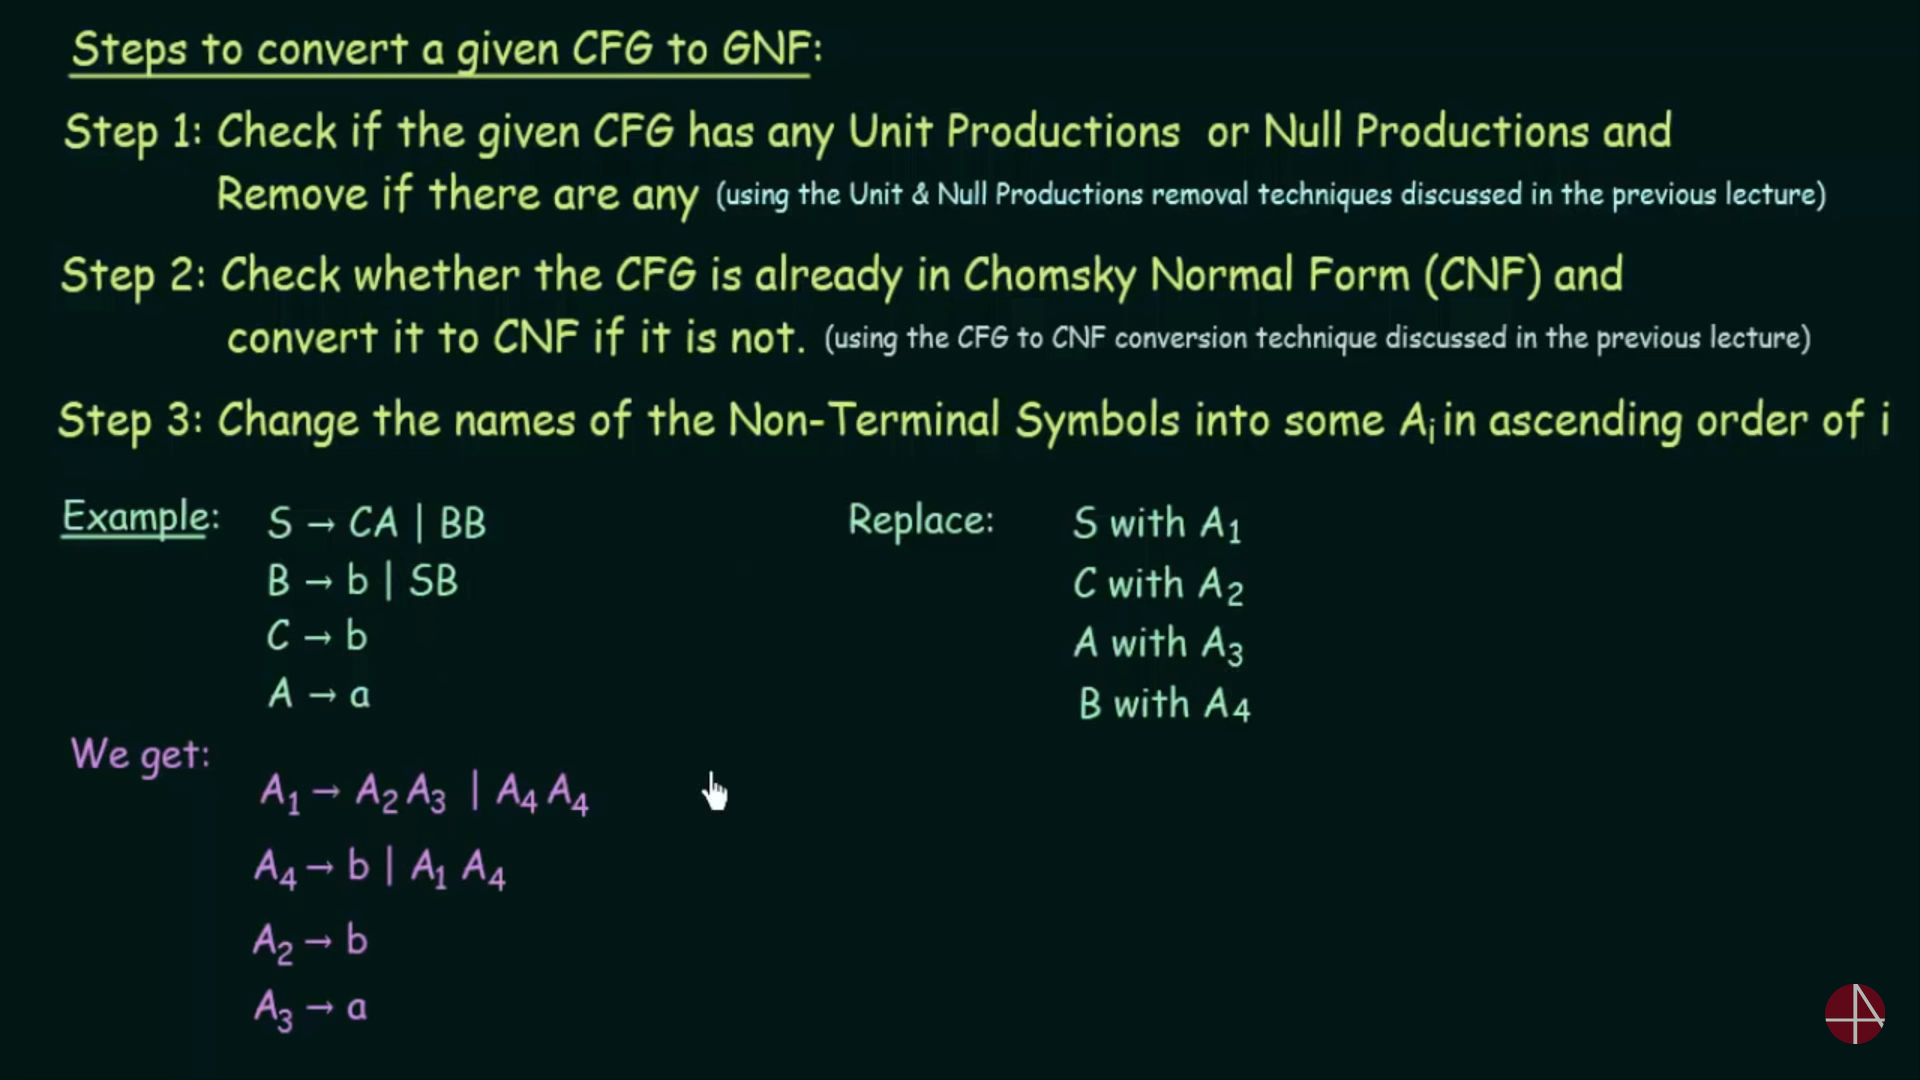 Steps to convert a given CFG to GNF:
Step 1: Check if the given CFG has any Unit Productions or Null Productions and
Remove if there are any (using the Unit & Null Productions removal techniques discussed in the previous lecture)
Step 2: Check whether the CFG is already in Chomsky Normal Form (CNF) and
convert it to CNF if it is not. (using the CFG to CNF conversion technique discussed in the previous lecture)
Step 3: Change the names of the Non-Terminal Symbols into some Aᵢ in ascending order of i
Example: S → CA | BB
B → b | SB
C → b
A → a
Replace: S with A₁
C with A₂
A with A₃
B with A₄
We get:
A₁ → A₂ A₃ | A₄ A₄
A₄ → b | A₁ A₄
A₂ → b
A₃ → a